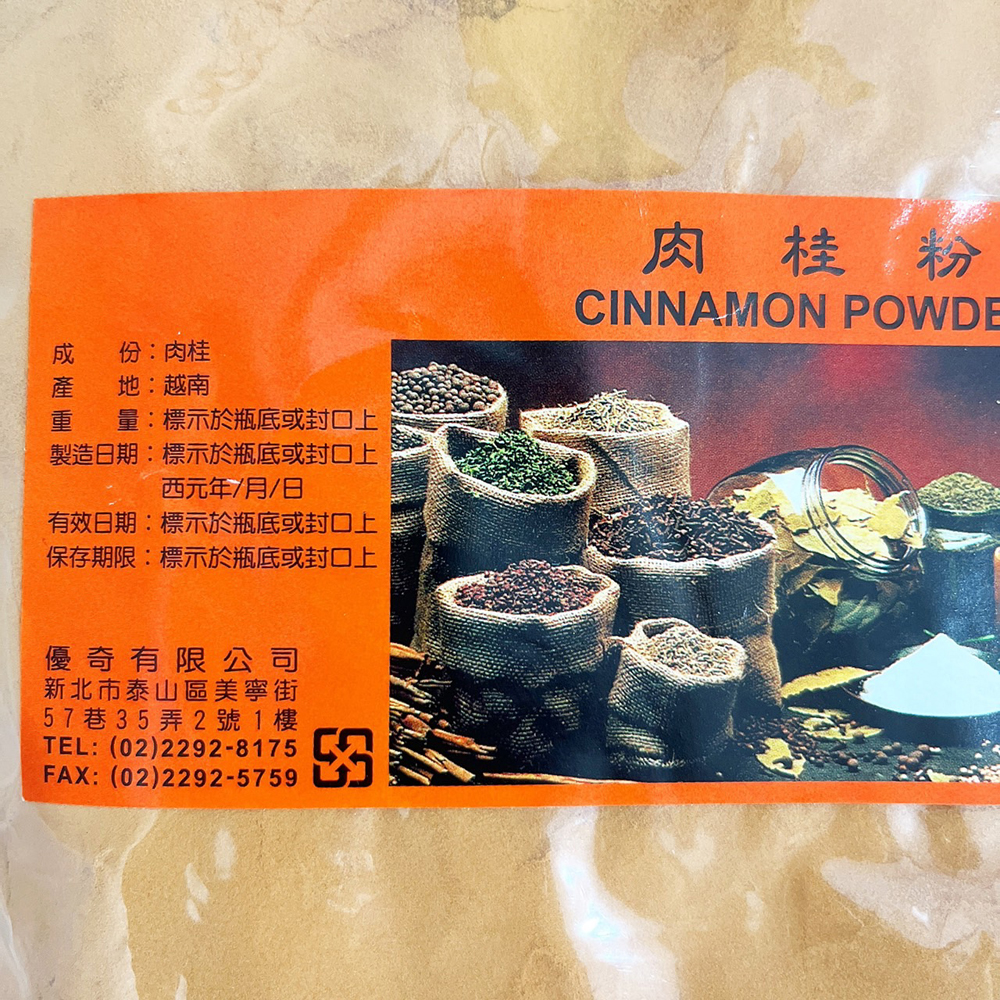 肉桂粉
CINNAMON POWDE
成　份：肉桂
產　地：越南
重　量：標示於瓶底或封口上
製造日期：標示於瓶底或封口上
西元年/月/日
有效日期：標示於瓶底或封口上
保存期限：標示於瓶底或封口上
優奇有限公司
新北市泰山區美寧街
57巷35弄2號1樓
TEL: (02)2292-8175
FAX: (02)2292-5759